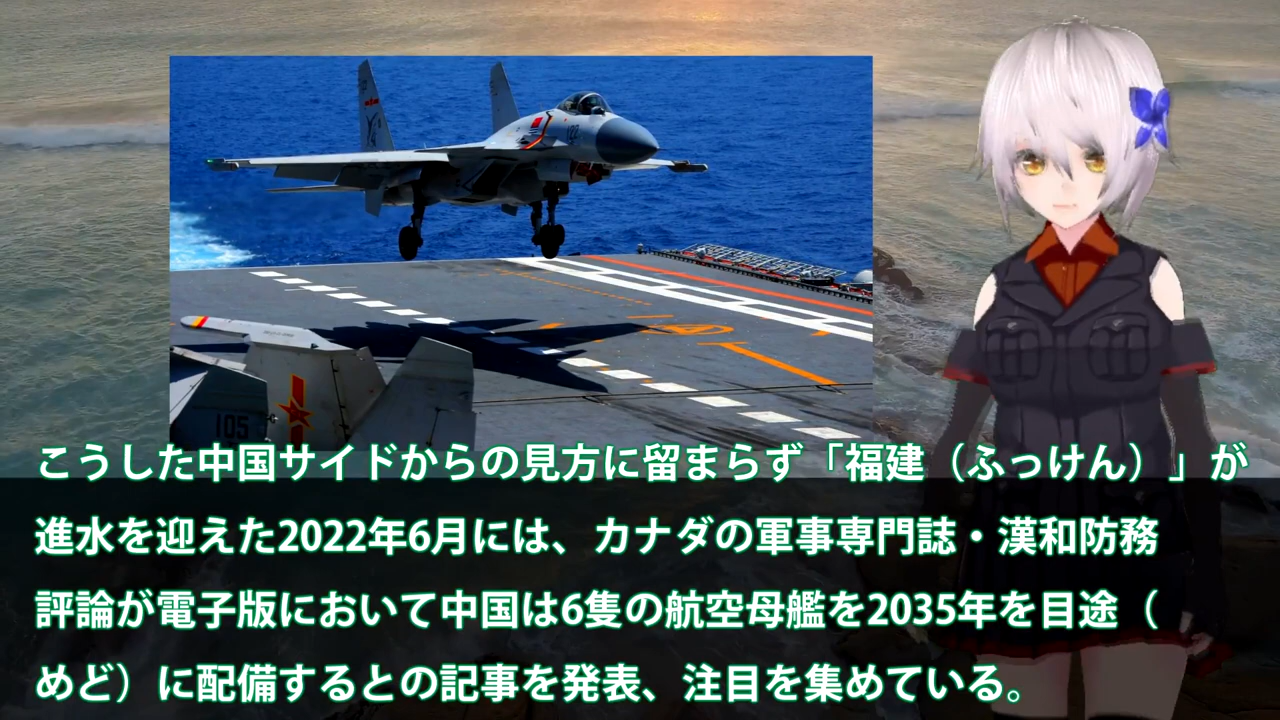 122
105
こうした中国サイドからの見方に留まらず「福建（ふっけん）」が
進水を迎えた2022年6月には、カナダの軍事専門誌・漢和防務
評論が電子版において中国は6隻の航空母艦を2035年を目途（
めど）に配備するとの記事を発表、注目を集めている。